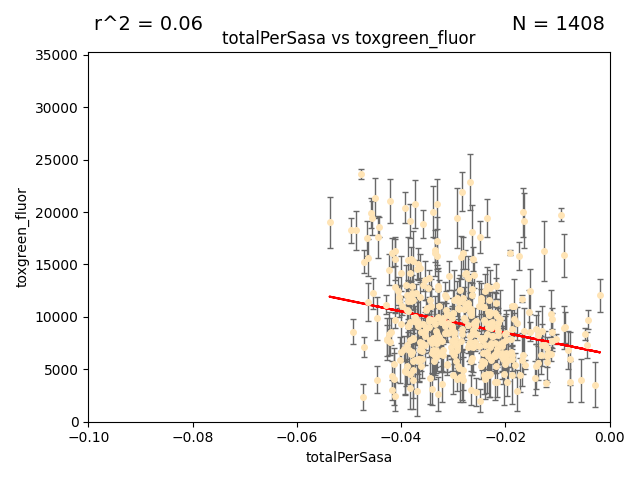 r^2 = 0.06
N = 1408
totalPerSasa vs toxgreen_fluor
35000
30000
25000
20000
15000
10000
5000
0
toxgreen_fluor
−0.10
−0.08
−0.06
−0.04
−0.02
0.00
totalPerSasa